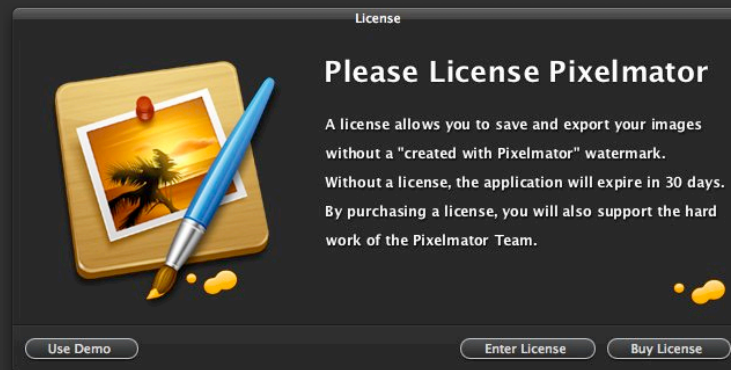 License
Please License Pixelmator
A license allows you to save and export your images
without a "created with Pixelmator" watermark.
Without a license, the application will expire in 30 days.
By purchasing a license, you will also support the hard
work of the Pixelmator Team.
Use Demo
Enter License
Buy License